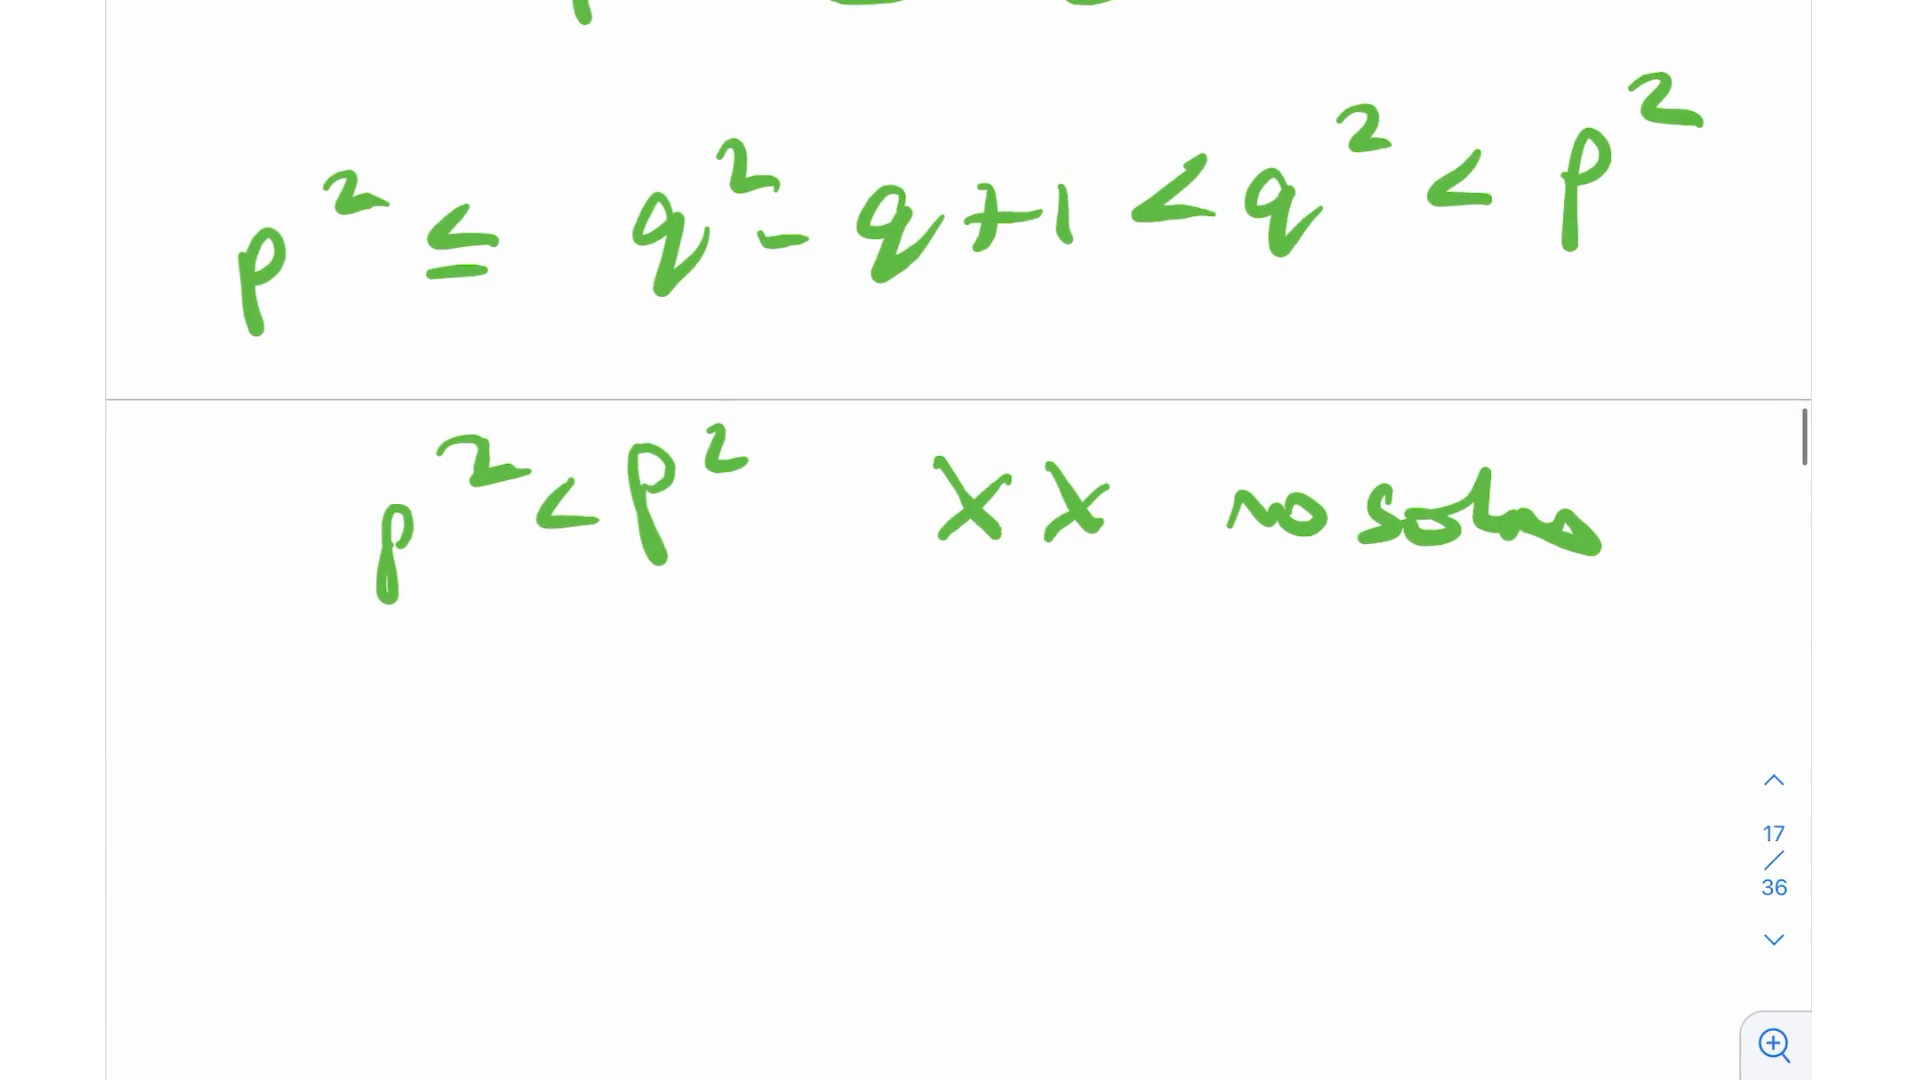 p² ≤ q² - q + 1 < q² < p²
p² < p² XX no solns
17
/
36